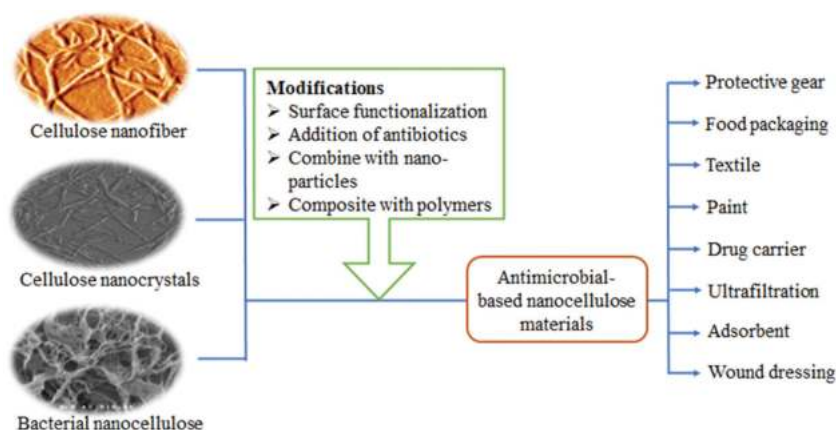 Cellulose nanofiber
Cellulose nanocrystals
Bacterial nanocellulose
Modifications
➢ Surface functionalization
➢ Addition of antibiotics
➢ Combine with nano-
particles
➢ Composite with polymers
Antimicrobial-
based nanocellulose
materials
Protective gear
Food packaging
Textile
Paint
Drug carrier
Ultrafiltration
Adsorbent
Wound dressing